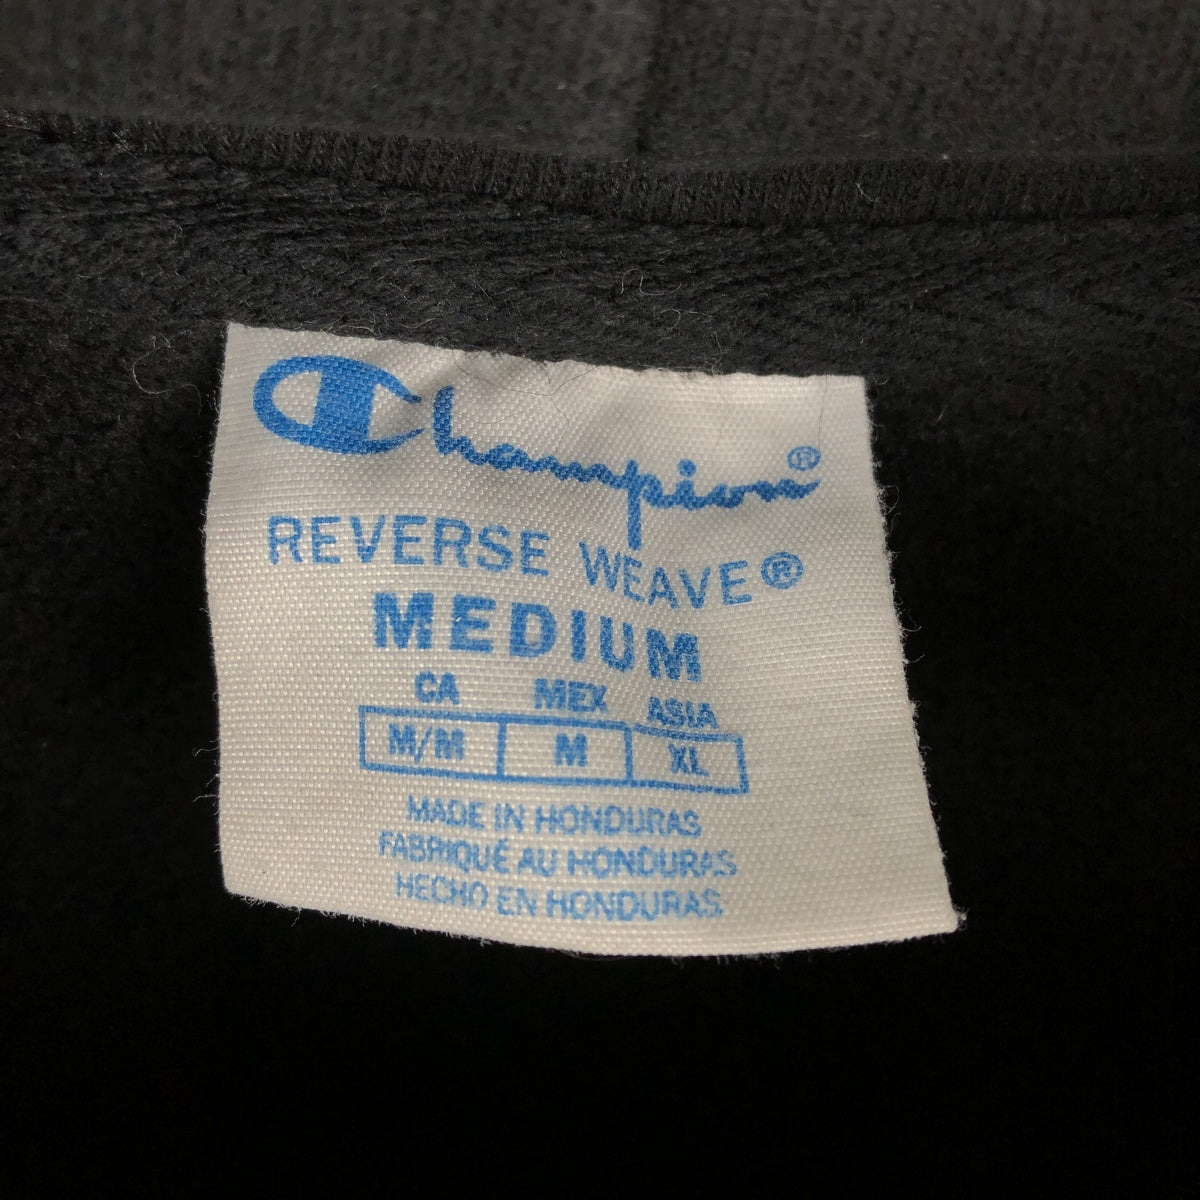 Champion®
REVERSE WEAVE®
MEDIUM
CA MEX ASIA
M/M M XL
MADE IN HONDURAS
FABRIQUÉ AU HONDURAS
HECHO EN HONDURAS